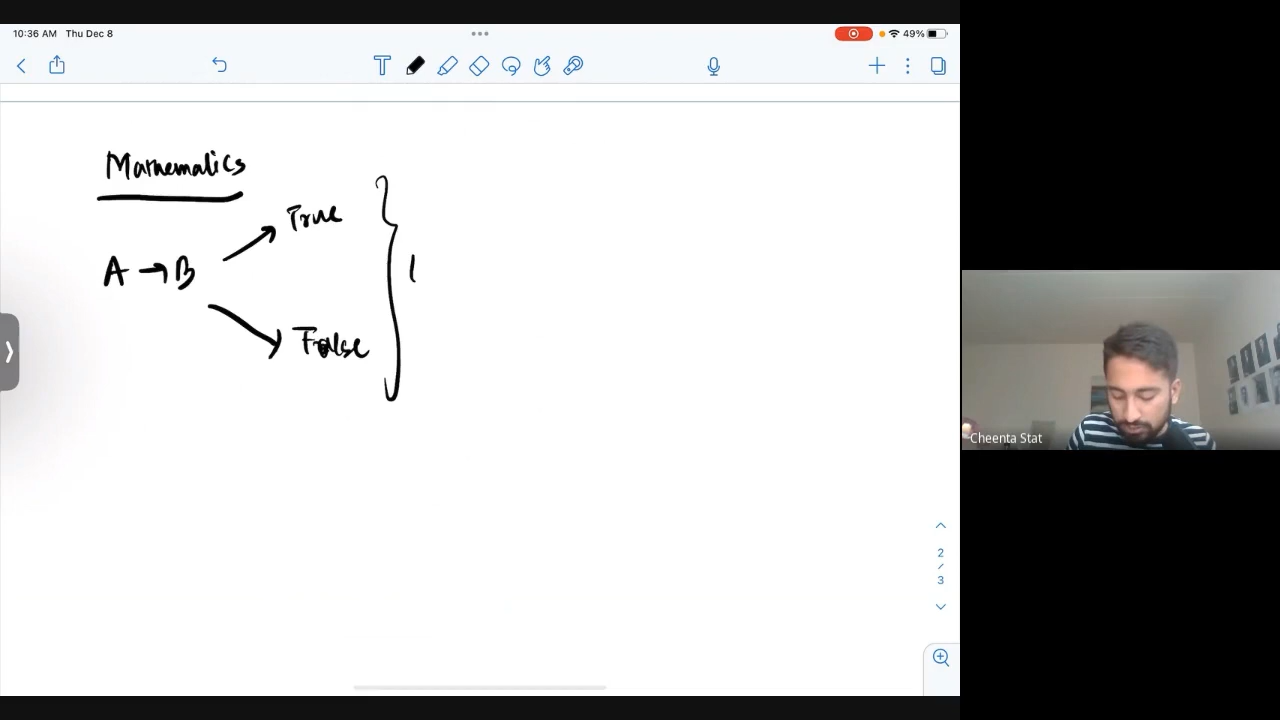 10:36 AM Thu Dec 8
49%
T
Mathematics
True
A → B
False
2
/
3
Cheenta Stat